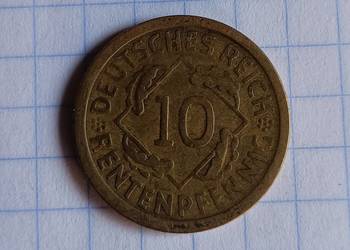 DEUTSCHES REICH
10
RENTENPFENNIG